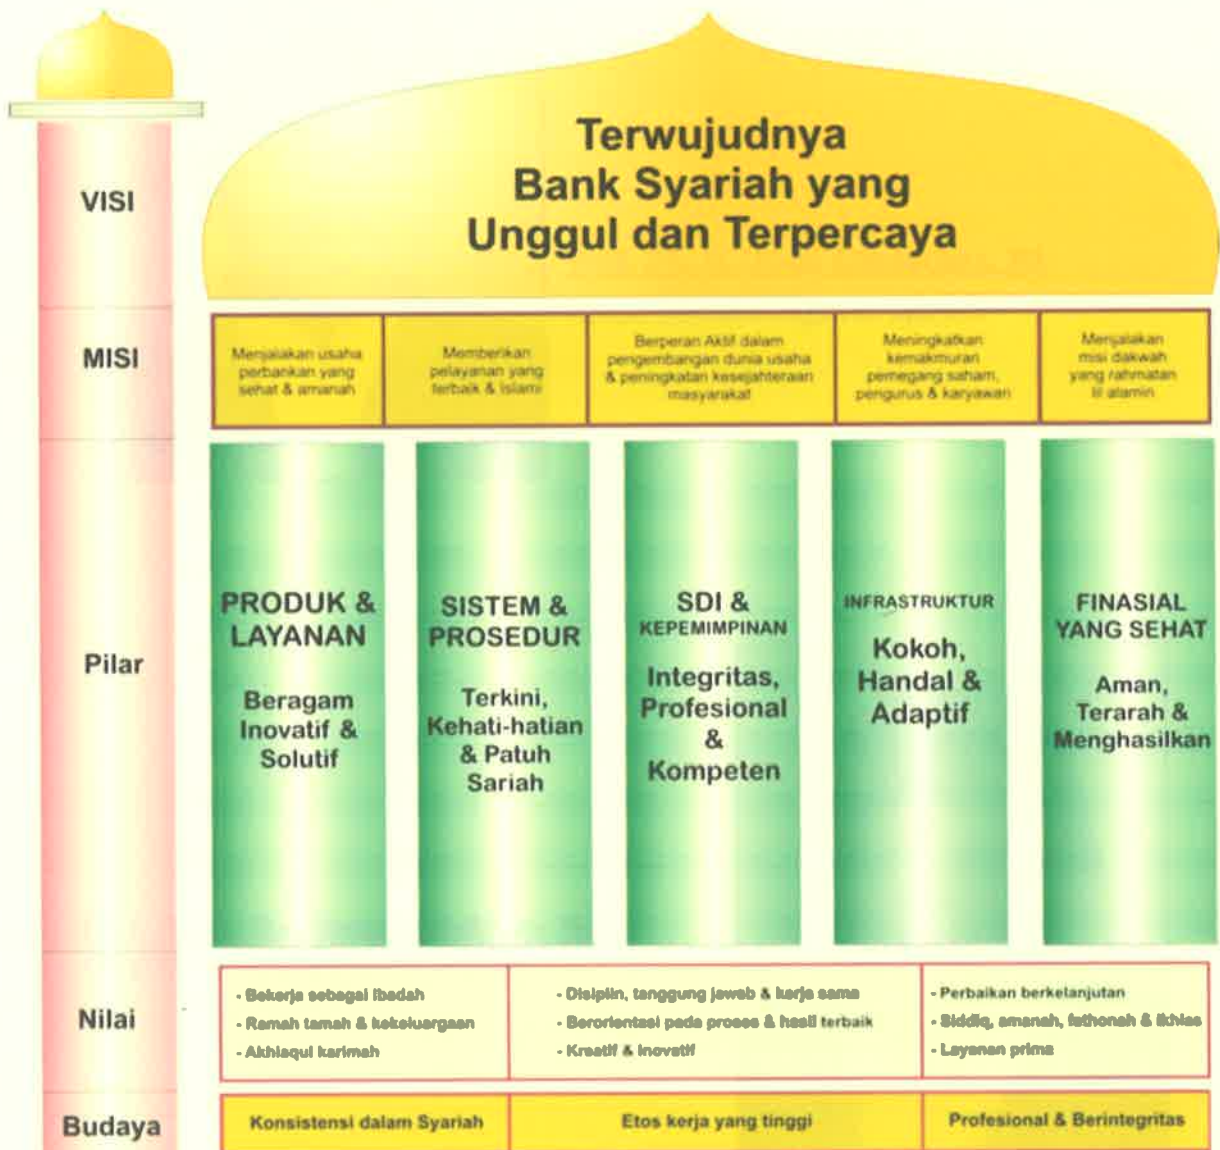 VISI
Terwujudnya
Bank Syariah yang
Unggul dan Terpercaya
MISI
Menjalakan usaha
perbankan yang
sehat & amanah
Memberikan
pelayanan yang
terbaik & islami
Berperan Aktif dalam
pengembangan dunia usaha
& peningkatan kesejahteraan
masyarakat
Meningkatkan
kemakmuran
pemegang saham,
pengurus & karyawan
Menjalakan
misi dakwah
yang rahmatan
lil alamin
Pilar
PRODUK &
LAYANAN
Beragam
Inovatif &
Solutif
SISTEM &
PROSEDUR
Terkini,
Kehati-hatian
& Patuh
Sariah
SDI &
KEPEMIMPINAN
Integritas,
Profesional
&
Kompeten
INFRASTRUKTUR
Kokoh,
Handal &
Adaptif
FINASIAL
YANG SEHAT
Aman,
Terarah &
Menghasilkan
Nilai
- Bekerja sebagai ibadah
- Ramah tamah & kekeluargaan
- Akhlaqul karimah
- Disiplin, tanggung jawab & kerja sama
- Berorientasi pada proses & hasil terbaik
- Kreatif & inovatif
- Perbaikan berkelanjutan
- Siddiq, amanah, fathonah & ikhlas
- Layanan prima
Budaya
Konsistensi dalam Syariah
Etos kerja yang tinggi
Profesional & Berintegritas